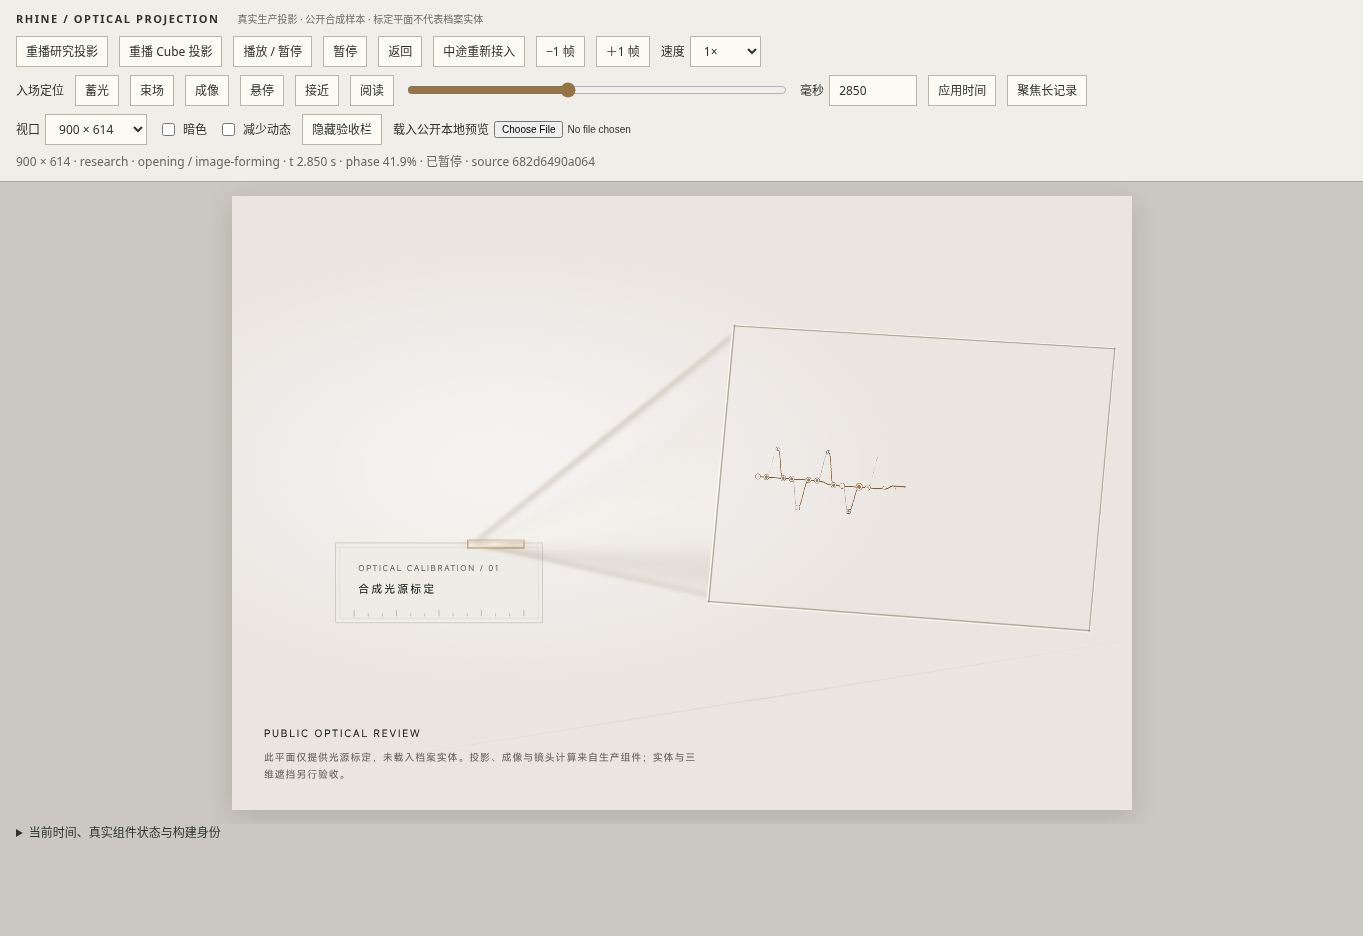 RHINE / OPTICAL PROJECTION 真实生产投影 · 公开合成样本 · 标定平面不代表档案实体
重播研究投影 重播 Cube 投影 播放 / 暂停 暂停 返回 中途重新接入 −1 帧 ＋1 帧 速度 1×
入场定位 蓄光 束场 成像 悬停 接近 阅读 毫秒 2850 应用时间 聚焦长记录
视口 900 × 614 暗色 减少动态 隐藏验收栏 载入公开本地预览 Choose File No file chosen
900 × 614 · research · opening / image-forming · t 2.850 s · phase 41.9% · 已暂停 · source 682d6490a064
OPTICAL CALIBRATION / 01
合成光源标定
PUBLIC OPTICAL REVIEW
此平面仅提供光源标定，未载入档案实体。投影、成像与镜头计算来自生产组件；实体与三
维遮挡另行验收。
当前时间、真实组件状态与构建身份